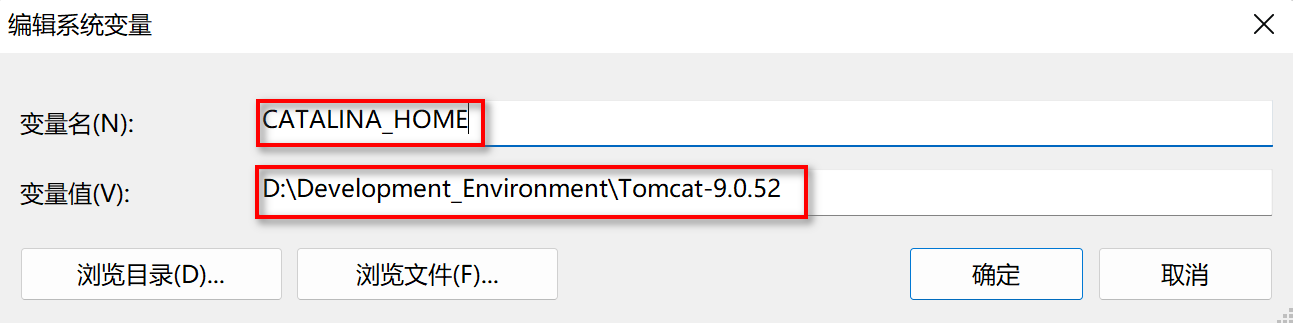 编辑系统变量
变量名(N): CATALINA_HOME
变量值(V): D:\Development_Environment\Tomcat-9.0.52
浏览目录(D)... 浏览文件(F)... 确定 取消